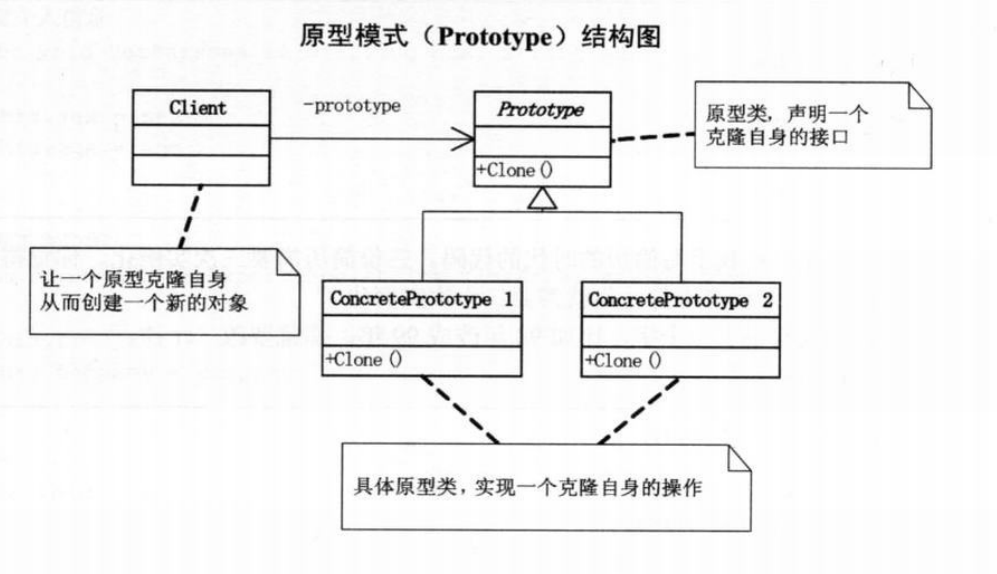 原型模式（Prototype）结构图
Client
-prototype
Prototype
+Clone()
原型类，声明一个
克隆自身的接口
让一个原型克隆自身
从而创建一个新的对象
ConcretePrototype 1
+Clone()
ConcretePrototype 2
+Clone()
具体原型类，实现一个克隆自身的操作